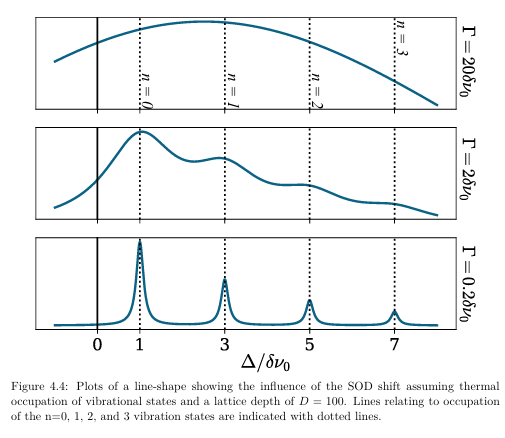 n = 0
n = 1
n = 2
n = 3
Γ = 20δν₀
Γ = 2δν₀
Γ = 0.2δν₀
0 1 3 5 7
Δ/δν₀
Figure 4.4: Plots of a line-shape showing the influence of the SOD shift assuming thermal
occupation of vibrational states and a lattice depth of D = 100. Lines relating to occupation
of the n=0, 1, 2, and 3 vibration states are indicated with dotted lines.